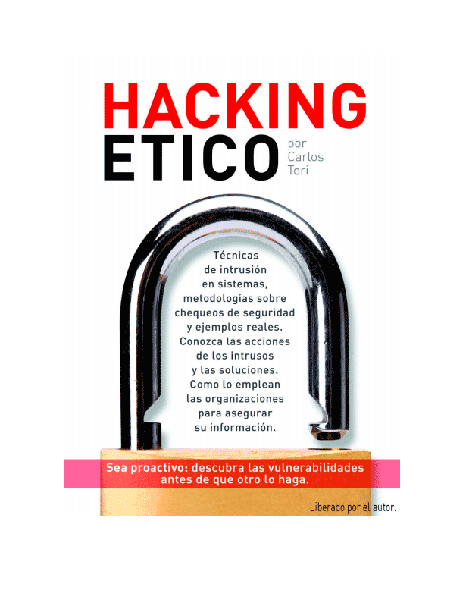 HACKING
ETICO
por
Carlos
Tori
Técnicas
de intrusión
en sistemas,
metodologías sobre
chequeos de seguridad
y ejemplos reales.
Conozca las acciones
de los intrusos
y las soluciones.
Como lo emplean
las organizaciones
para asegurar
su información.
Sea proactivo: descubra las vulnerabilidades
antes de que otro lo haga.
Liberado por el autor.